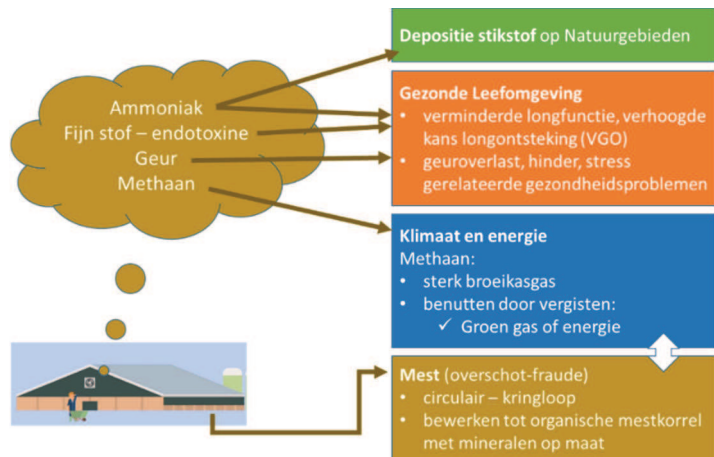 Ammoniak
Fijn stof – endotoxine
Geur
Methaan
Depositie stikstof op Natuurgebieden
Gezonde Leefomgeving
• verminderde longfunctie, verhoogde
kans longontsteking (VGO)
• geuroverlast, hinder, stress
gerelateerde gezondheidsproblemen
Klimaat en energie
Methaan:
• sterk broeikasgas
• benutten door vergisten:
✓ Groen gas of energie
Mest (overschot-fraude)
• circulair – kringloop
• bewerken tot organische mestkorrel
met mineralen op maat